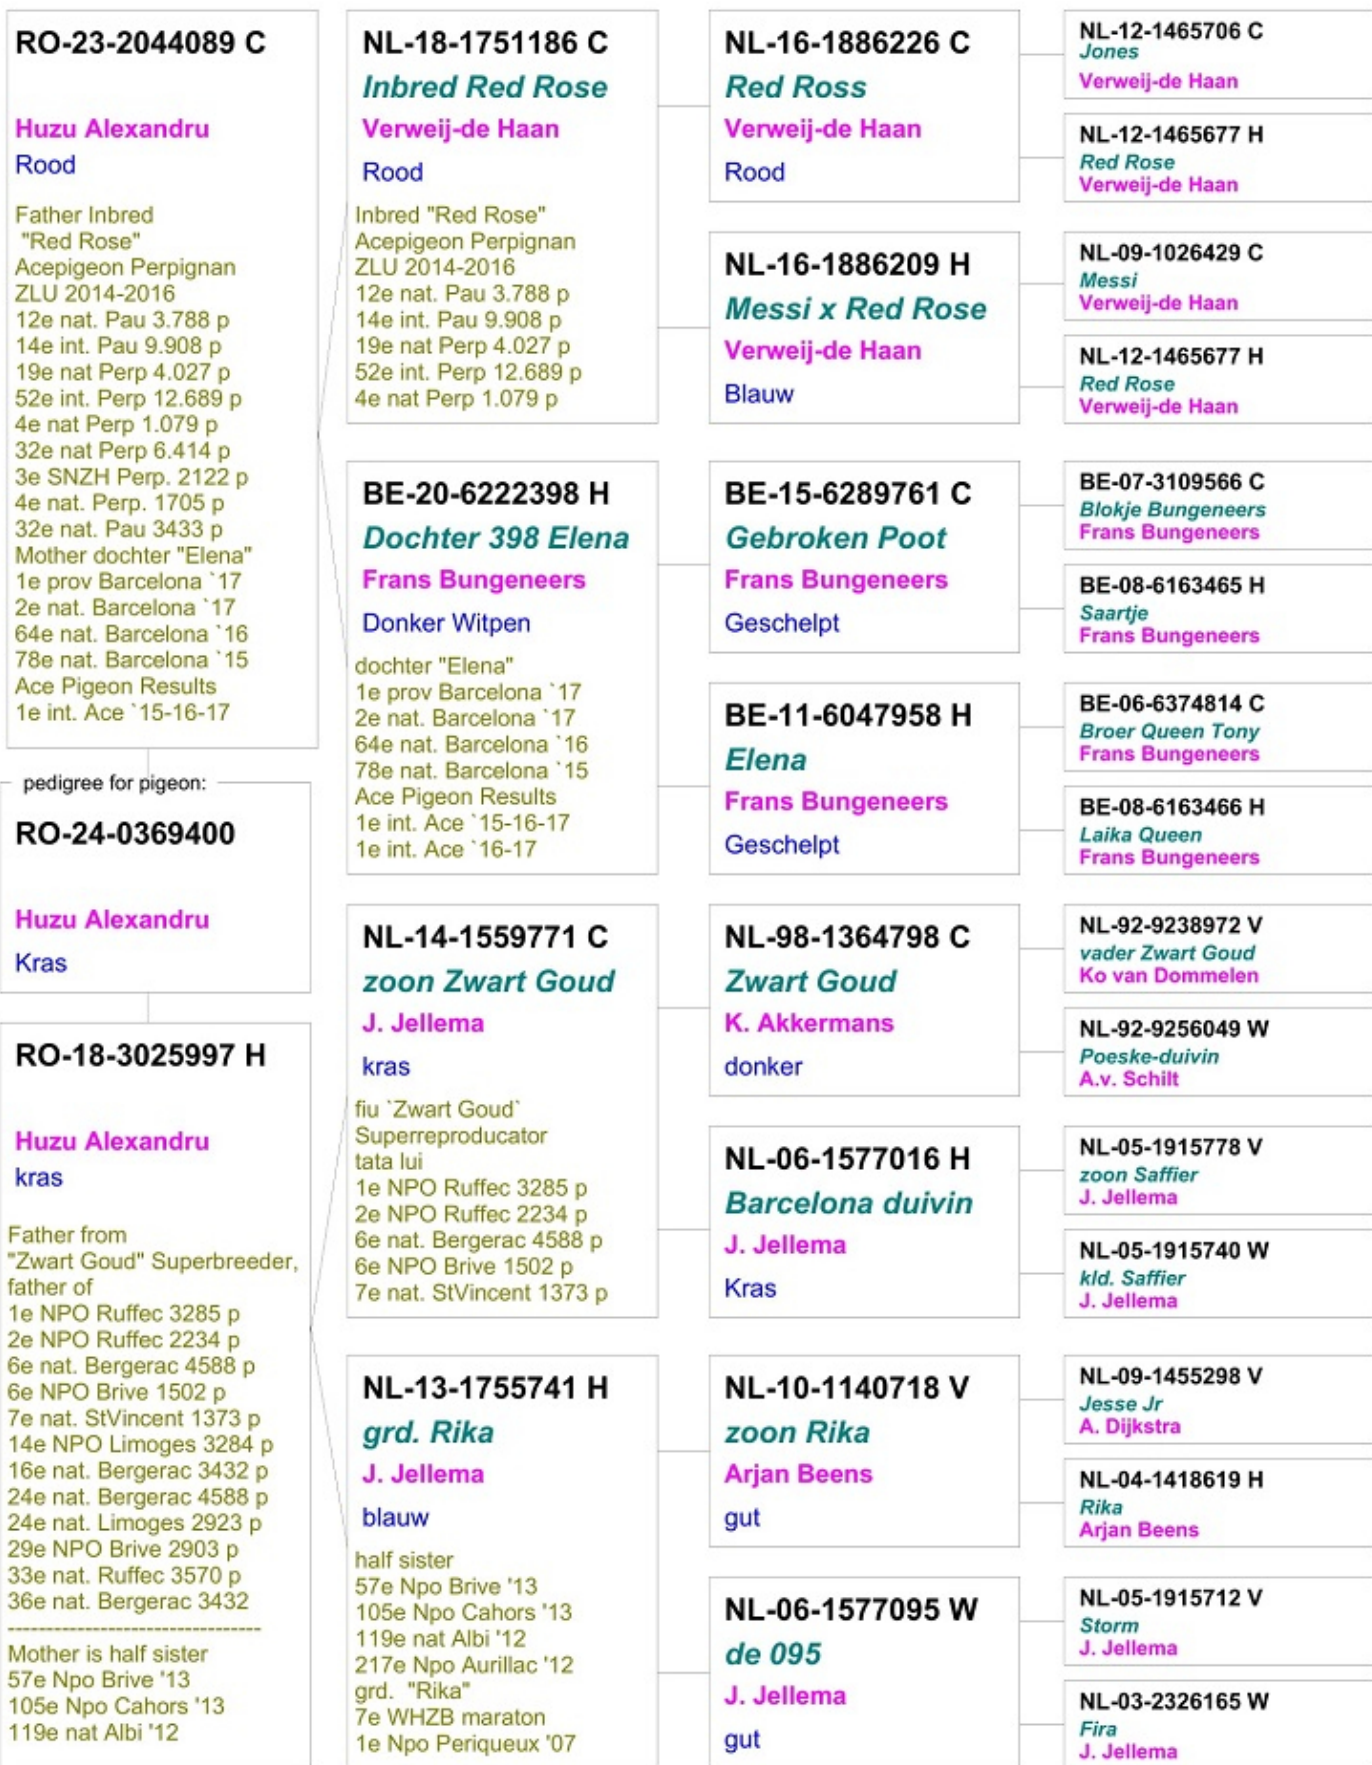 RO-23-2044089 C
Huzu Alexandru
Rood
Father Inbred
"Red Rose"
Acepigeon Perpignan
ZLU 2014-2016
12e nat. Pau 3.788 p
14e int. Pau 9.908 p
19e nat Perp 4.027 p
52e int. Perp 12.689 p
4e nat Perp 1.079 p
32e nat Perp 6.414 p
3e SNZH Perp. 2122 p
4e nat. Perp. 1705 p
32e nat. Pau 3433 p
Mother dochter "Elena"
1e prov Barcelona `17
2e nat. Barcelona `17
64e nat. Barcelona `16
78e nat. Barcelona `15
Ace Pigeon Results
1e int. Ace `15-16-17
pedigree for pigeon:
RO-24-0369400
Huzu Alexandru
Kras
RO-18-3025997 H
Huzu Alexandru
kras
Father from
"Zwart Goud" Superbreeder,
father of
1e NPO Ruffec 3285 p
2e NPO Ruffec 2234 p
6e nat. Bergerac 4588 p
6e NPO Brive 1502 p
7e nat. StVincent 1373 p
14e NPO Limoges 3284 p
16e nat. Bergerac 3432 p
24e nat. Bergerac 4588 p
24e nat. Limoges 2923 p
29e NPO Brive 2903 p
33e nat. Ruffec 3570 p
36e nat. Bergerac 3432
---------------------------------
Mother is half sister
57e Npo Brive '13
105e Npo Cahors '13
119e nat Albi '12
NL-18-1751186 C
Inbred Red Rose
Verweij-de Haan
Rood
Inbred "Red Rose"
Acepigeon Perpignan
ZLU 2014-2016
12e nat. Pau 3.788 p
14e int. Pau 9.908 p
19e nat Perp 4.027 p
52e int. Perp 12.689 p
4e nat Perp 1.079 p
BE-20-6222398 H
Dochter 398 Elena
Frans Bungeneers
Donker Witpen
dochter "Elena"
1e prov Barcelona `17
2e nat. Barcelona `17
64e nat. Barcelona `16
78e nat. Barcelona `15
Ace Pigeon Results
1e int. Ace `15-16-17
1e int. Ace `16-17
NL-14-1559771 C
zoon Zwart Goud
J. Jellema
kras
fiu `Zwart Goud`
Superreproducator
tata lui
1e NPO Ruffec 3285 p
2e NPO Ruffec 2234 p
6e nat. Bergerac 4588 p
6e NPO Brive 1502 p
7e nat. StVincent 1373 p
NL-13-1755741 H
grd. Rika
J. Jellema
blauw
half sister
57e Npo Brive '13
105e Npo Cahors '13
119e nat Albi '12
217e Npo Aurillac '12
grd. "Rika"
7e WHZB maraton
1e Npo Periqueux '07
NL-16-1886226 C
Red Ross
Verweij-de Haan
Rood
NL-16-1886209 H
Messi x Red Rose
Verweij-de Haan
Blauw
BE-15-6289761 C
Gebroken Poot
Frans Bungeneers
Geschelpt
BE-11-6047958 H
Elena
Frans Bungeneers
Geschelpt
NL-98-1364798 C
Zwart Goud
K. Akkermans
donker
NL-06-1577016 H
Barcelona duivin
J. Jellema
Kras
NL-10-1140718 V
zoon Rika
Arjan Beens
gut
NL-06-1577095 W
de 095
J. Jellema
gut
NL-12-1465706 C
Jones
Verweij-de Haan
NL-12-1465677 H
Red Rose
Verweij-de Haan
NL-09-1026429 C
Messi
Verweij-de Haan
NL-12-1465677 H
Red Rose
Verweij-de Haan
BE-07-3109566 C
Blokje Bungeneers
Frans Bungeneers
BE-08-6163465 H
Saartje
Frans Bungeneers
BE-06-6374814 C
Broer Queen Tony
Frans Bungeneers
BE-08-6163466 H
Laika Queen
Frans Bungeneers
NL-92-9238972 V
vader Zwart Goud
Ko van Dommelen
NL-92-9256049 W
Poeske-duivin
A.v. Schilt
NL-05-1915778 V
zoon Saffier
J. Jellema
NL-05-1915740 W
kld. Saffier
J. Jellema
NL-09-1455298 V
Jesse Jr
A. Dijkstra
NL-04-1418619 H
Rika
Arjan Beens
NL-05-1915712 V
Storm
J. Jellema
NL-03-2326165 W
Fira
J. Jellema